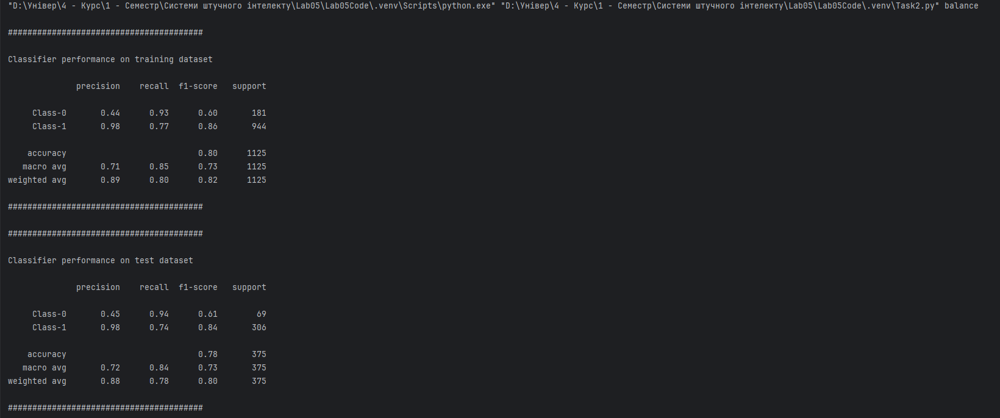 "D:\Універ\4 - Курс\1 - Семестр\Системи штучного інтелекту\Lab05\Lab05Code\.venv\Scripts\python.exe" "D:\Універ\4 - Курс\1 - Семестр\Системи штучного інтелекту\Lab05\Lab05Code\.venv\Task2.py" balance
########################################
Classifier performance on training dataset
precision recall f1-score support
Class-0 0.44 0.93 0.60 181
Class-1 0.98 0.77 0.86 944
accuracy 0.80 1125
macro avg 0.71 0.85 0.73 1125
weighted avg 0.89 0.80 0.82 1125
########################################
########################################
Classifier performance on test dataset
precision recall f1-score support
Class-0 0.45 0.94 0.61 69
Class-1 0.98 0.74 0.84 306
accuracy 0.78 375
macro avg 0.72 0.84 0.73 375
weighted avg 0.88 0.78 0.80 375
########################################